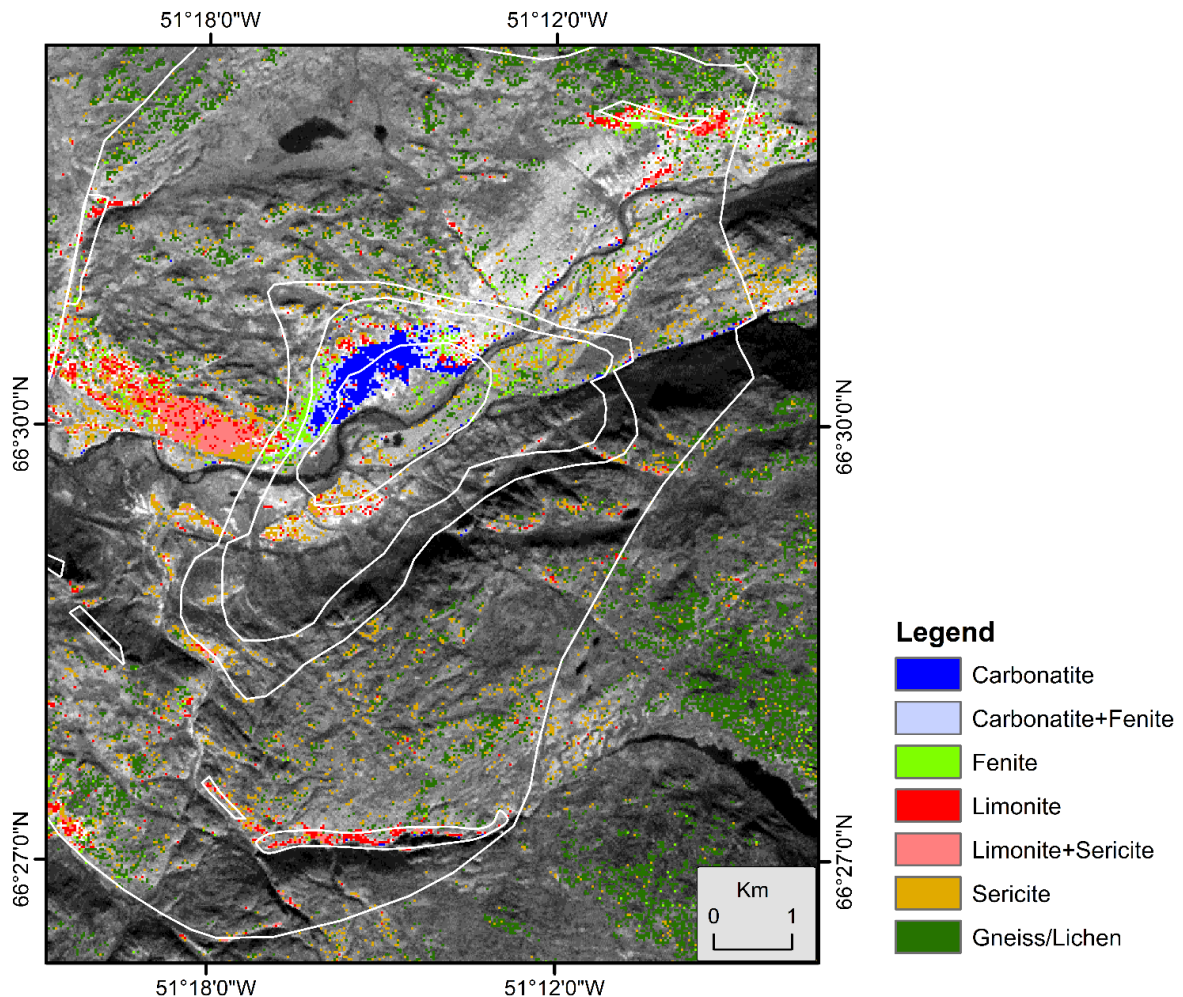 51°18'0"W 51°12'0"W
66°30'0"N 66°30'0"N
Legend
Carbonatite
Carbonatite+Fenite
Fenite
Limonite
Limonite+Sericite
Sericite
Gneiss/Lichen
66°27'0"N 66°27'0"N
Km
0 1
51°18'0"W 51°12'0"W